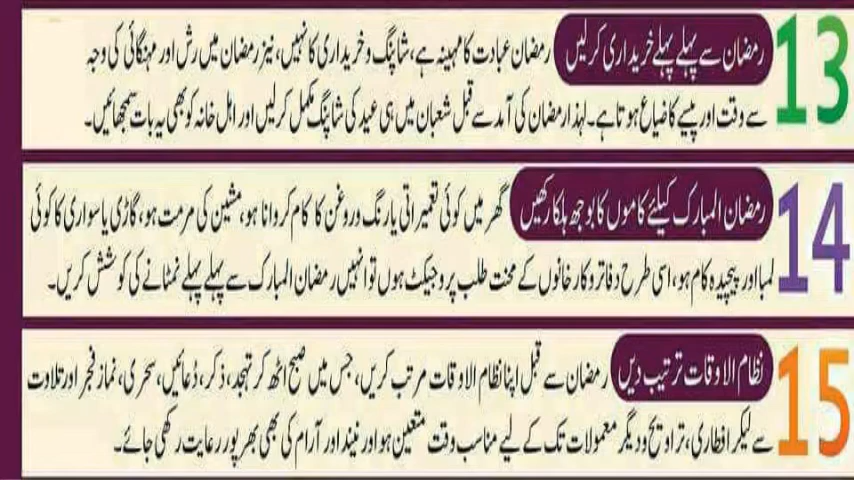 13 رمضان سے پہلے پہلے خریداری کرلیں رمضان عبادت کا مہینہ ہے، شاپنگ و خریداری کا نہیں، نیز رمضان میں رش اور مہنگائی کی وجہ
سے وقت اور پیسے کا ضیاع ہوتا ہے۔ لہٰذا رمضان کی آمد سے قبل شعبان میں ہی عید کی شاپنگ مکمل کرلیں اور اہل خانہ کو بھی یہ بات سمجھائیں۔
14 رمضان المبارک کیلئے کاموں کا بوجھ ہلکا رکھیں گھر میں کوئی تعمیراتی یا رنگ و روغن کا کام کروانا ہو، مشین کی مرمت ہو، گاڑی یا سواری کا کوئی
لمبا اور پیچیدہ کام ہو، اسی طرح دفاتر و کارخانوں کے محنت طلب پروجیکٹ ہوں تو انہیں رمضان المبارک سے پہلے پہلے نمٹانے کی کوشش کریں۔
15 نظام الاوقات ترتیب دیں رمضان سے قبل اپنا نظام الاوقات مرتب کریں، جس میں صبح اٹھ کر تہجد، ذکر، دُعائیں، سحری، نماز فجر اور تلاوت
سے لیکر افطاری، تراویح و دیگر معمولات تک کے لیے مناسب وقت متعین ہو اور نیند اور آرام کی بھی بھرپور رعایت رکھی جائے۔